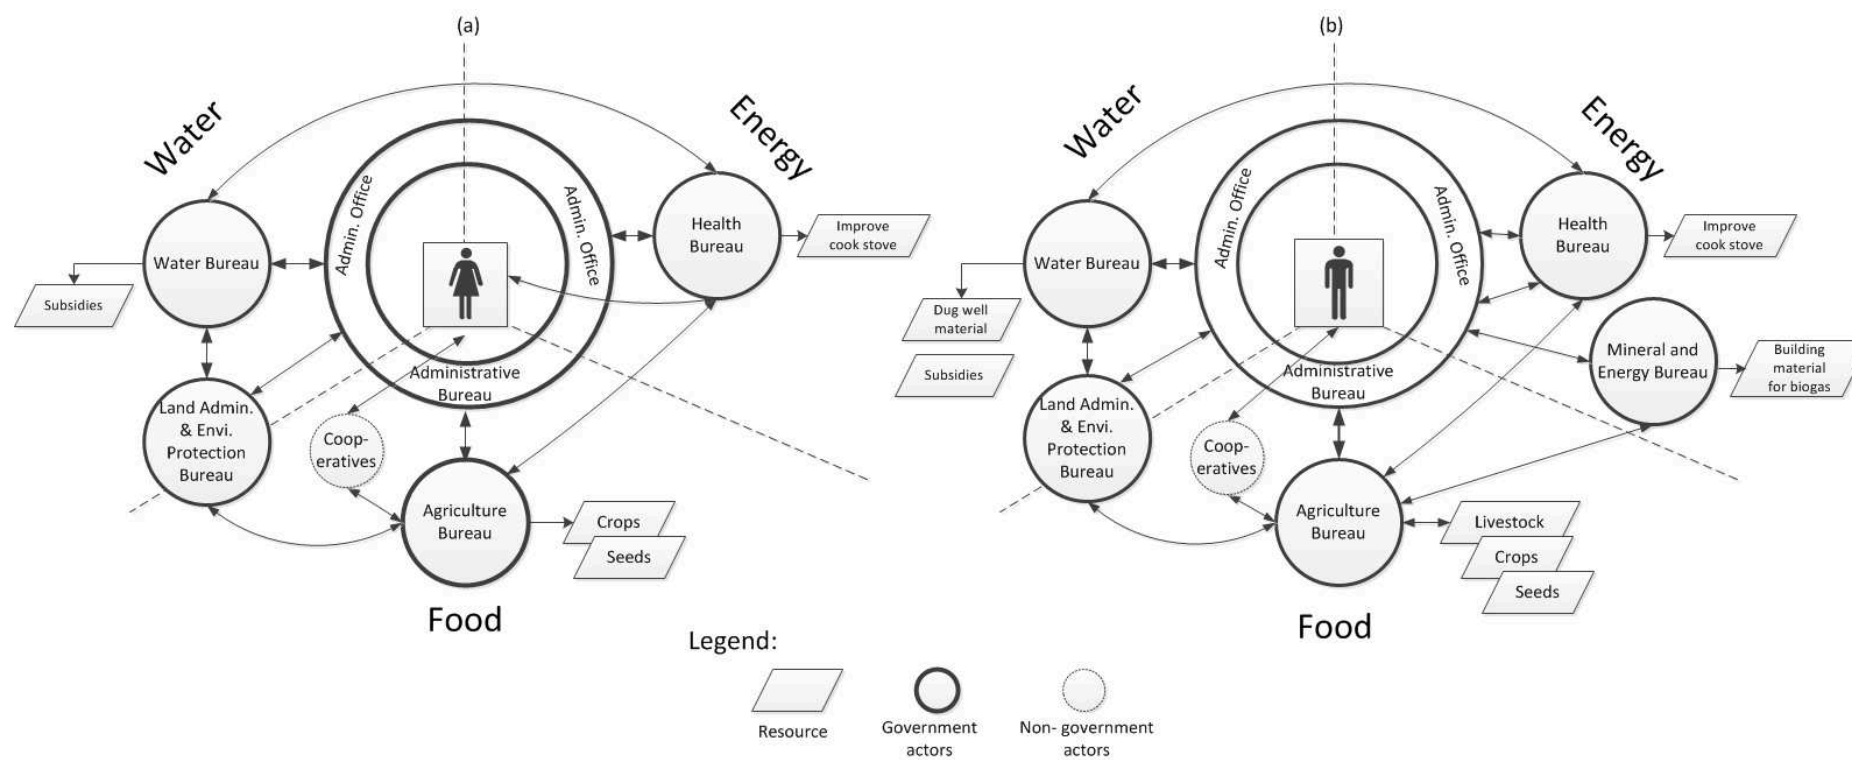 (a)
Water
Energy
Admin. Office
Admin. Office
Health
Bureau
Improve
cook stove
Water Bureau
Subsidies
Administrative
Bureau
Land Admin.
& Envi.
Protection
Bureau
Coop-
eratives
Agriculture
Bureau
Crops
Seeds
Food
(b)
Water
Energy
Admin. Office
Admin. Office
Health
Bureau
Improve
cook stove
Water Bureau
Dug well
material
Subsidies
Mineral and
Energy Bureau
Building
material
for biogas
Administrative
Bureau
Land Admin.
& Envi.
Protection
Bureau
Coop-
eratives
Agriculture
Bureau
Livestock
Crops
Seeds
Food
Legend:
Resource
Government
actors
Non- government
actors